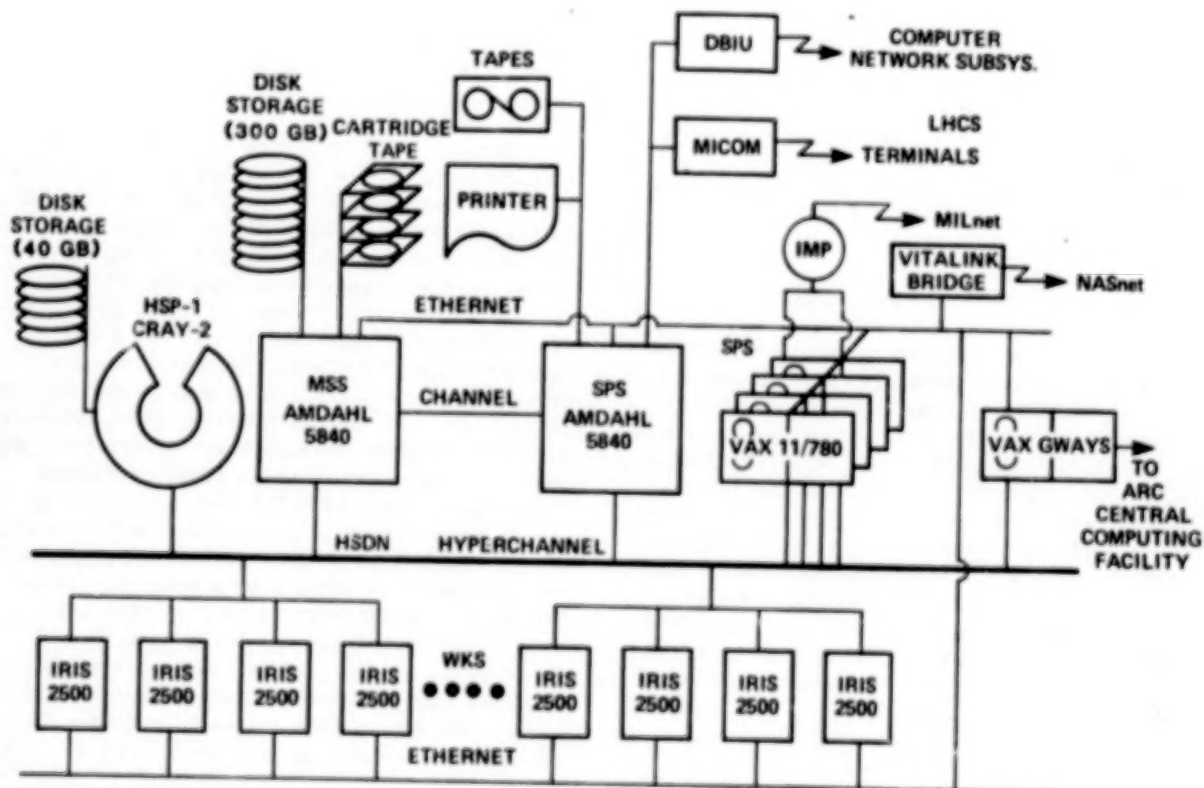 DBIU
COMPUTER
NETWORK SUBSYS.
TAPES
DISK
STORAGE
(300 GB)
CARTRIDGE
TAPE
MICOM
LHCS
TERMINALS
PRINTER
DISK
STORAGE
(40 GB)
IMP
MILnet
VITALINK
BRIDGE
NASnet
HSP-1
CRAY-2
ETHERNET
MSS
AMDAHL
5840
CHANNEL
SPS
AMDAHL
5840
SPS
VAX 11/780
VAX GWAYS
TO
ARC
CENTRAL
COMPUTING
FACILITY
HSDN
HYPERCHANNEL
IRIS
2500
IRIS
2500
IRIS
2500
IRIS
2500
WKS
IRIS
2500
IRIS
2500
IRIS
2500
IRIS
2500
ETHERNET